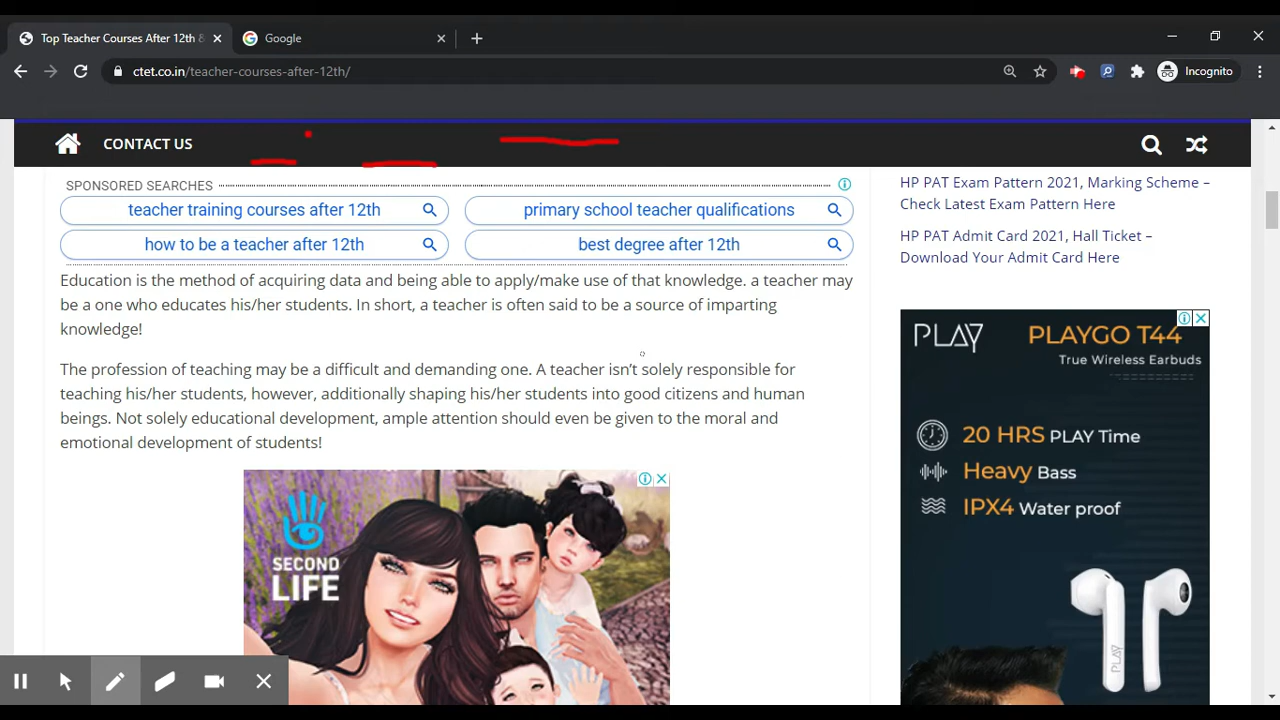 Top Teacher Courses After 12th &
Google
ctet.co.in/teacher-courses-after-12th/
Incognito
CONTACT US
SPONSORED SEARCHES
teacher training courses after 12th
primary school teacher qualifications
how to be a teacher after 12th
best degree after 12th
Education is the method of acquiring data and being able to apply/make use of that knowledge. a teacher may
be a one who educates his/her students. In short, a teacher is often said to be a source of imparting
knowledge!
The profession of teaching may be a difficult and demanding one. A teacher isn’t solely responsible for
teaching his/her students, however, additionally shaping his/her students into good citizens and human
beings. Not solely educational development, ample attention should even be given to the moral and
emotional development of students!
SECOND
LIFE
HP PAT Exam Pattern 2021, Marking Scheme –
Check Latest Exam Pattern Here
HP PAT Admit Card 2021, Hall Ticket –
Download Your Admit Card Here
PLAY
PLAYGO T44
True Wireless Earbuds
20 HRS PLAY Time
Heavy Bass
IPX4 Water proof
PLAY